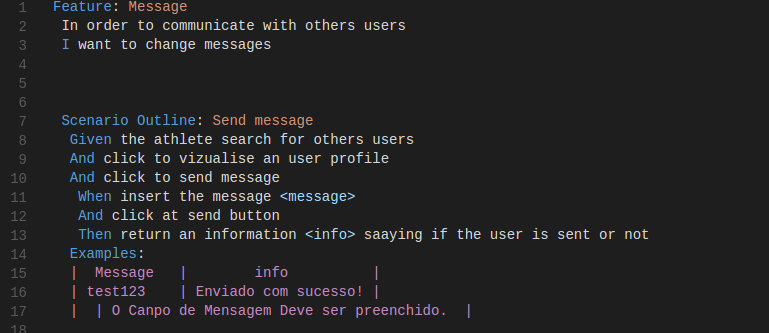 1 Feature: Message
2 In order to communicate with others users
3 I want to change messages
4
5
6
7 Scenario Outline: Send message
8 Given the athlete search for others users
9 And click to vizualise an user profile
10 And click to send message
11 When insert the message <message>
12 And click at send button
13 Then return an information <info> saaying if the user is sent or not
14 Examples:
15 | Message | info |
16 | test123 | Enviado com sucesso! |
17 | | O Canpo de Mensagem Deve ser preenchido. |
18